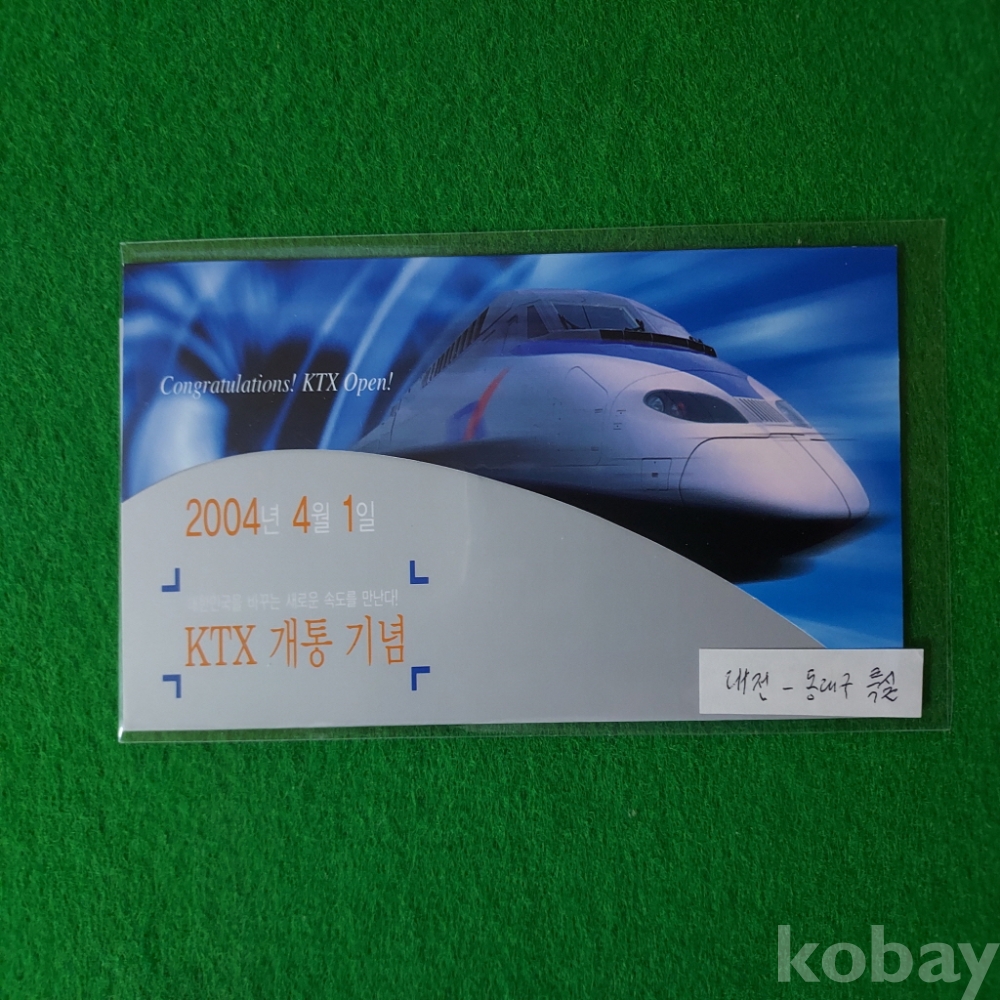 Congratulations! KTX Open!
2004년 4월 1일
대한민국을 바꾸는 새로운 속도를 만난다!
KTX 개통 기념
대전 - 동대구 특실
kobay